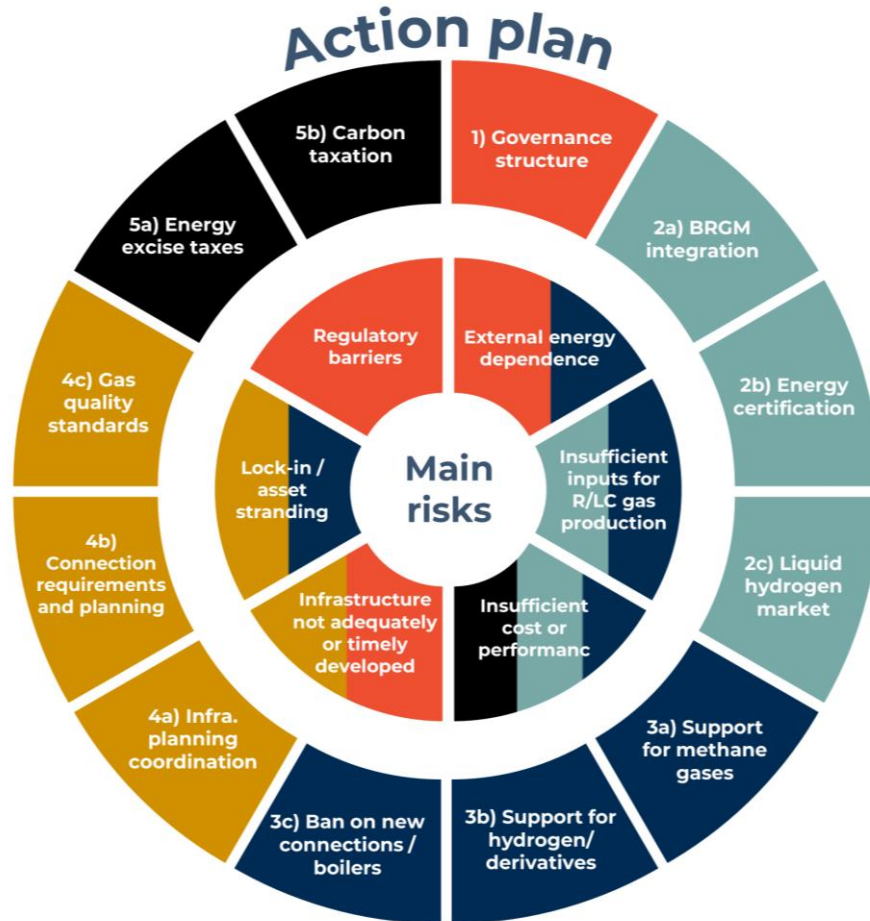 Action plan
1) Governance
structure
2a) BRGM
integration
2b) Energy
certification
2c) Liquid
hydrogen
market
3a) Support
for methane
gases
3b) Support for
hydrogen/
derivatives
3c) Ban on new
connections /
boilers
4a) Infra.
planning
coordination
4b)
Connection
requirements
and planning
4c) Gas
quality
standards
5a) Energy
excise taxes
5b) Carbon
taxation
Main
risks
External energy
dependence
Insufficient
inputs for
R/LC gas
production
Insufficient
cost or
performanc
Infrastructure
not adequately
or timely
developed
Lock-in /
asset
stranding
Regulatory
barriers